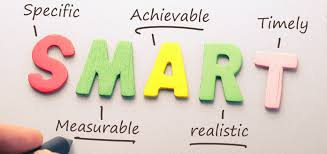 Specific
Achievable
Timely
SMART
Measurable
realistic